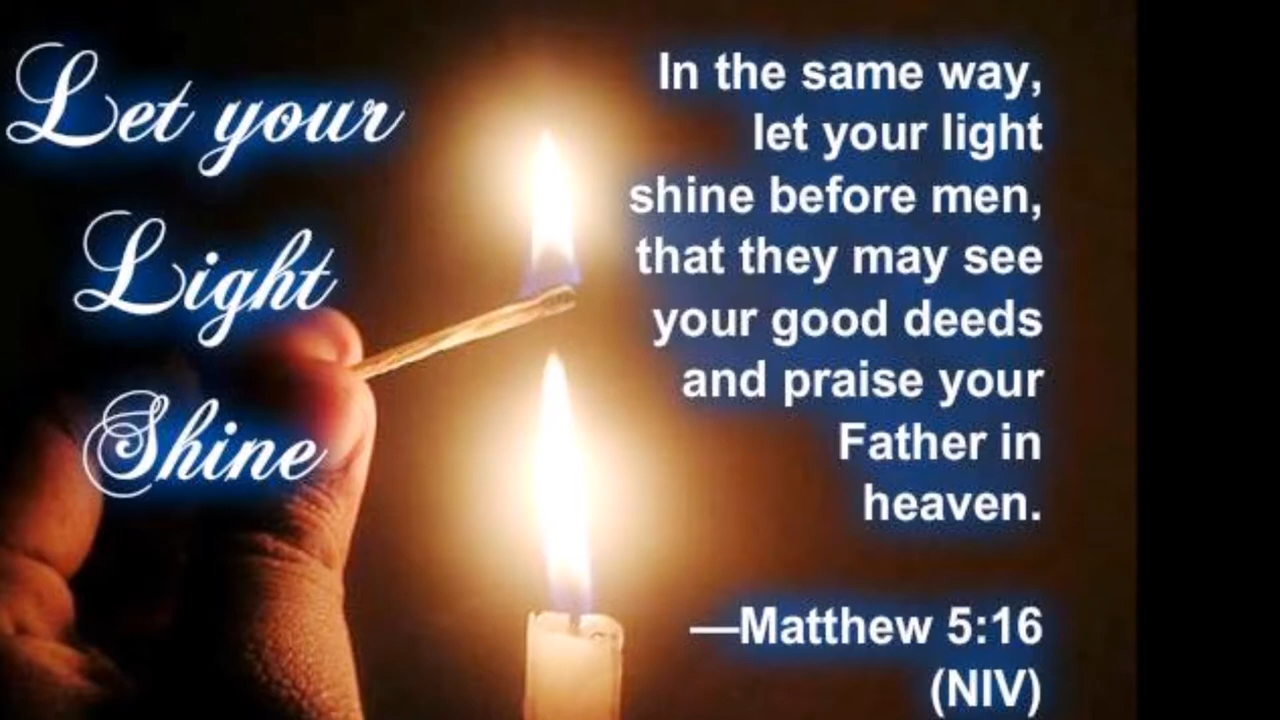 Let your
Light
Shine
In the same way,
let your light
shine before men,
that they may see
your good deeds
and praise your
Father in
heaven.
—Matthew 5:16
(NIV)